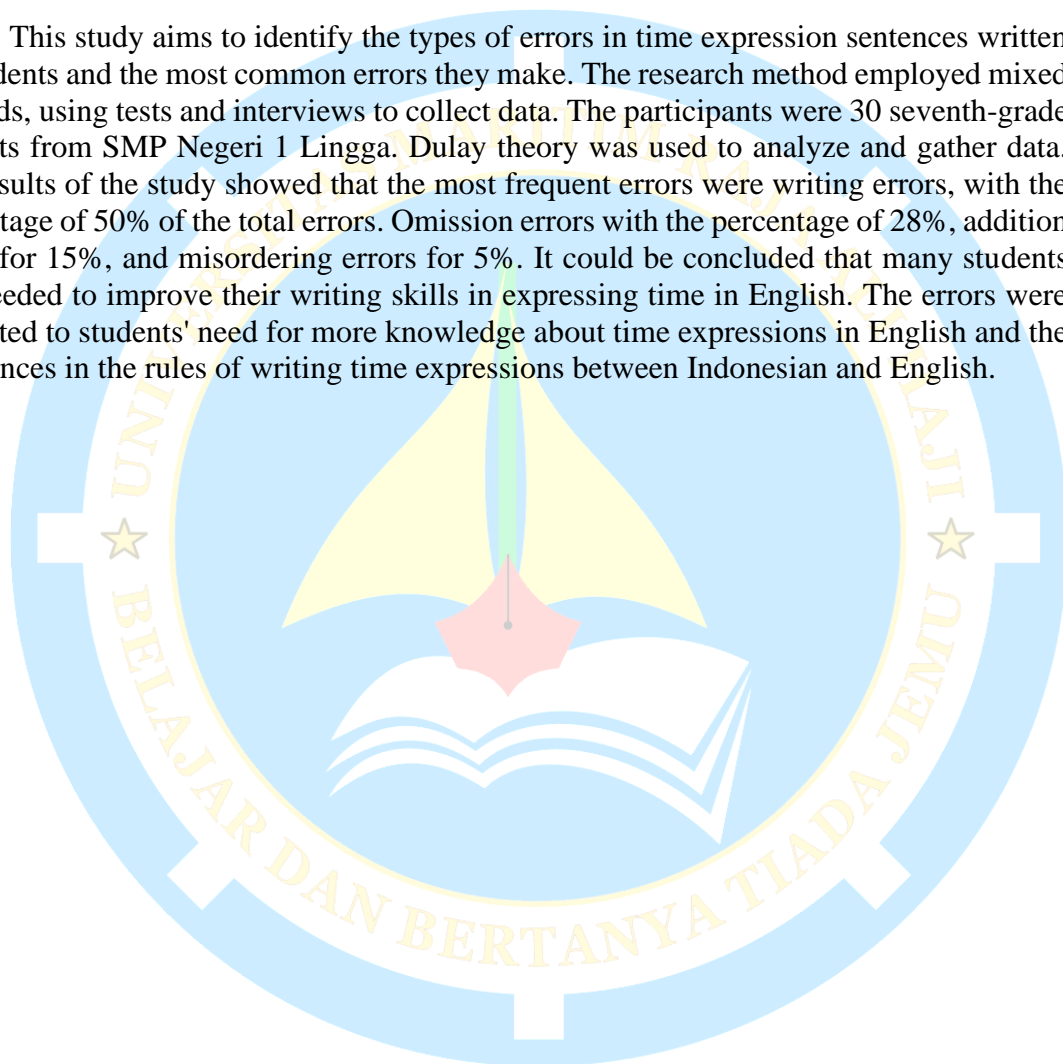 This study aims to identify the types of errors in time expression sentences written
dents and the most common errors they make. The research method employed mixed
ds, using tests and interviews to collect data. The participants were 30 seventh-grade
ts from SMP Negeri 1 Lingga. Dulay theory was used to analyze and gather data.
sults of the study showed that the most frequent errors were writing errors, with the
tage of 50% of the total errors. Omission errors with the percentage of 28%, addition
for 15%, and misordering errors for 5%. It could be concluded that many students
eeded to improve their writing skills in expressing time in English. The errors were
ted to students' need for more knowledge about time expressions in English and the
nces in the rules of writing time expressions between Indonesian and English.
UNIVERSITAS MARITIM RAJA ALI HAJI
BELAJAR DAN BERTANYA TIADA JEMU